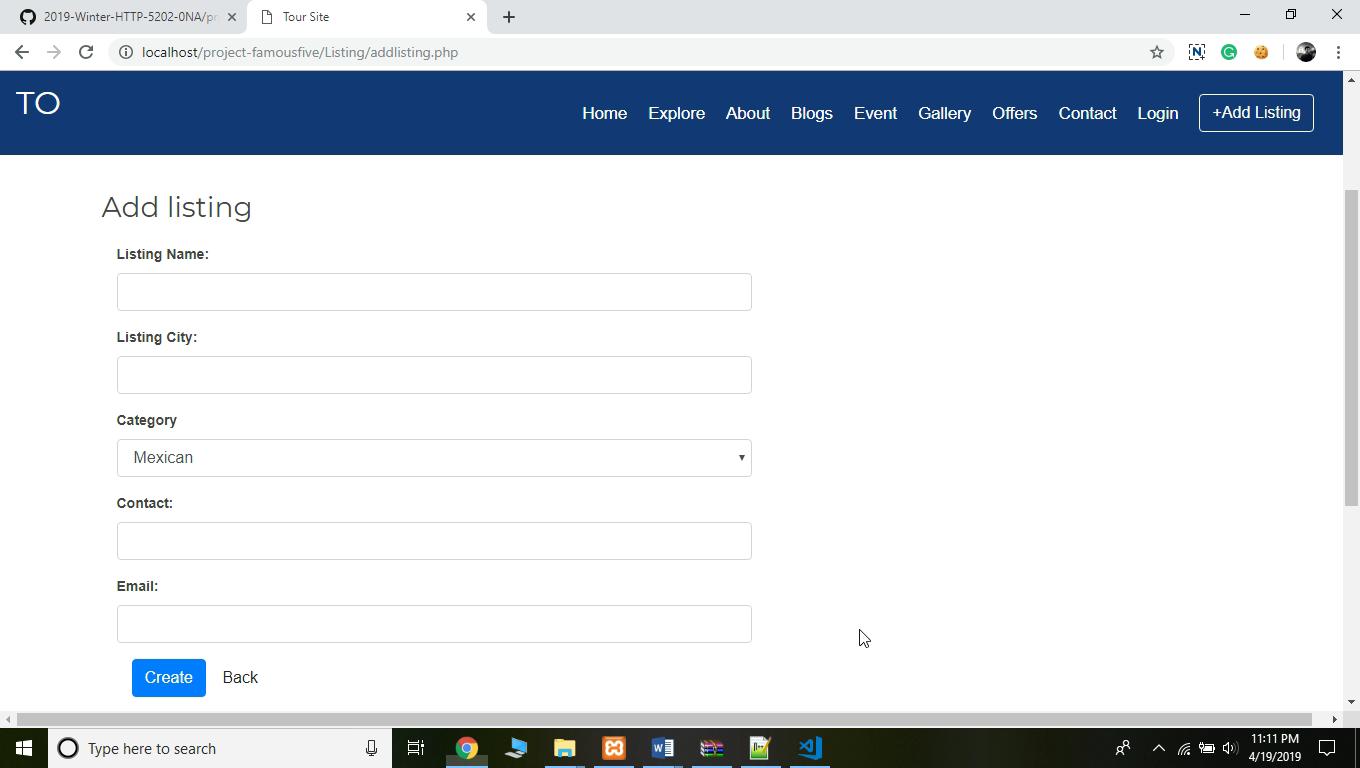 2019-Winter-HTTP-5202-0NA/pr
Tour Site
localhost/project-famousfive/Listing/addlisting.php
TO
Home Explore About Blogs Event Gallery Offers Contact Login +Add Listing
Add listing
Listing Name:
Listing City:
Category
Mexican
Contact:
Email:
Create Back
Type here to search
11:11 PM
4/19/2019